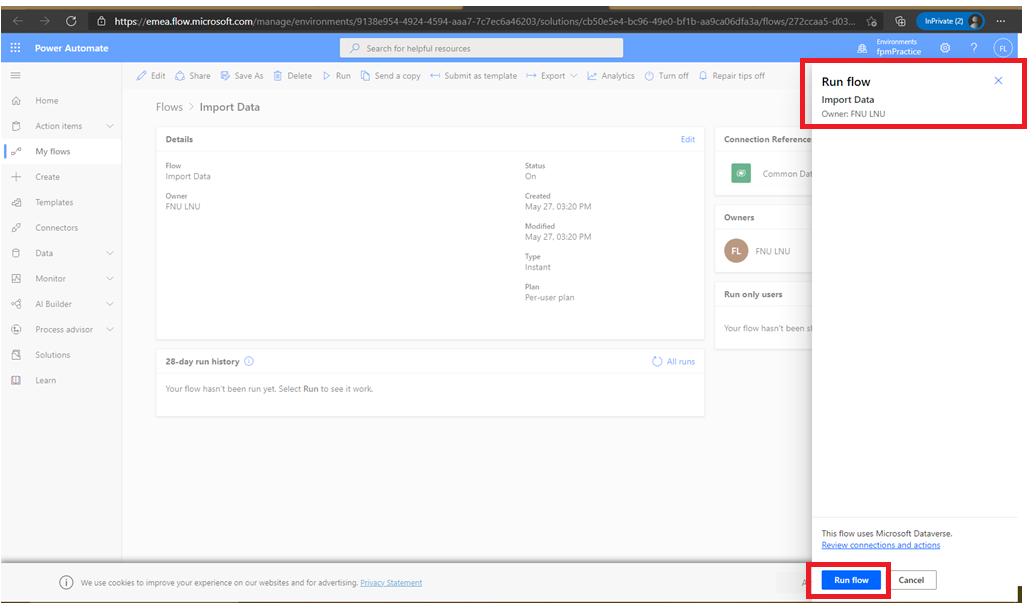 https://emea.flow.microsoft.com/manage/environments/9138e954-4924-4594-aaa7-7c7ec6a46203/solutions/cb50e5e4-bc96-49e0-bf1b-aa9ca06dfa3a/flows/272ccaa5-d03...
InPrivate (2)
Power Automate
Search for helpful resources
Environments
fpmPractice
?
FL
Edit Share Save As Delete Run Send a copy Submit as template Export Analytics Turn off Repair tips off
Home
Action items
My flows
Create
Templates
Connectors
Data
Monitor
AI Builder
Process advisor
Solutions
Learn
Flows > Import Data
Details Edit
Flow
Import Data
Owner
FNU LNU
Status
On
Created
May 27, 03:20 PM
Modified
May 27, 03:20 PM
Type
Instant
Plan
Per-user plan
28-day run history All runs
Your flow hasn't been run yet. Select Run to see it work.
Connection Reference
Common Dat
Owners
FL FNU LNU
Run only users
Your flow hasn't been sh
Run flow
Import Data
Owner: FNU LNU
This flow uses Microsoft Dataverse.
Review connections and actions
Run flow Cancel
We use cookies to improve your experience on our websites and for advertising. Privacy Statement